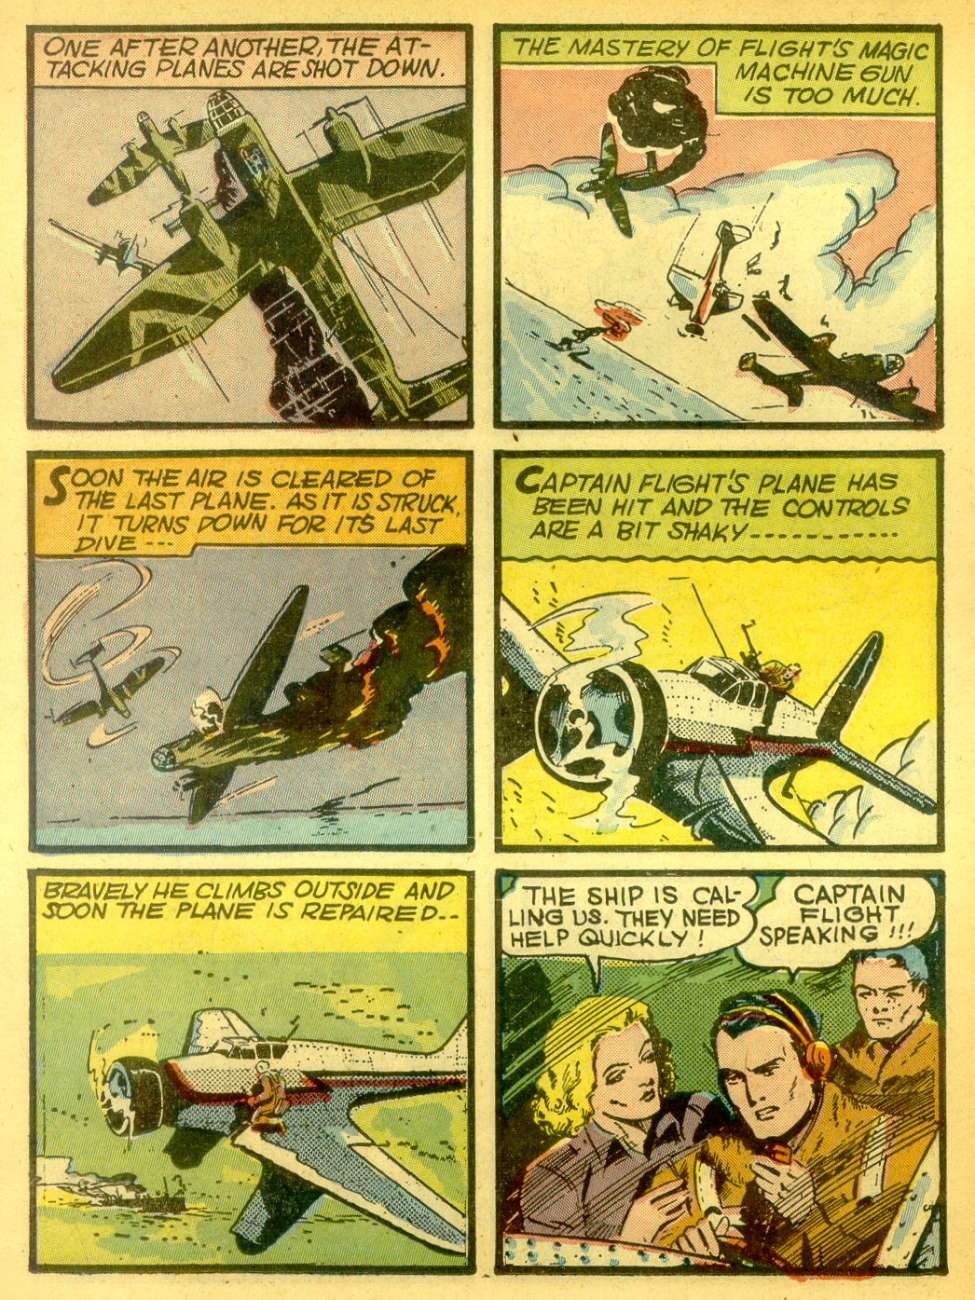 ONE AFTER ANOTHER, THE AT-
TACKING PLANES ARE SHOT DOWN.
THE MASTERY OF FLIGHT'S MAGIC
MACHINE GUN
IS TOO MUCH.
SOON THE AIR IS CLEARED OF
THE LAST PLANE. AS IT IS STRUCK,
IT TURNS DOWN FOR IT'S LAST
DIVE ---
CAPTAIN FLIGHT'S PLANE HAS
BEEN HIT AND THE CONTROLS
ARE A BIT SHAKY-----------
BRAVELY HE CLIMBS OUTSIDE AND
SOON THE PLANE IS REPAIRED--
THE SHIP IS CAL-
LING US. THEY NEED
HELP QUICKLY!
CAPTAIN
FLIGHT
SPEAKING!!!